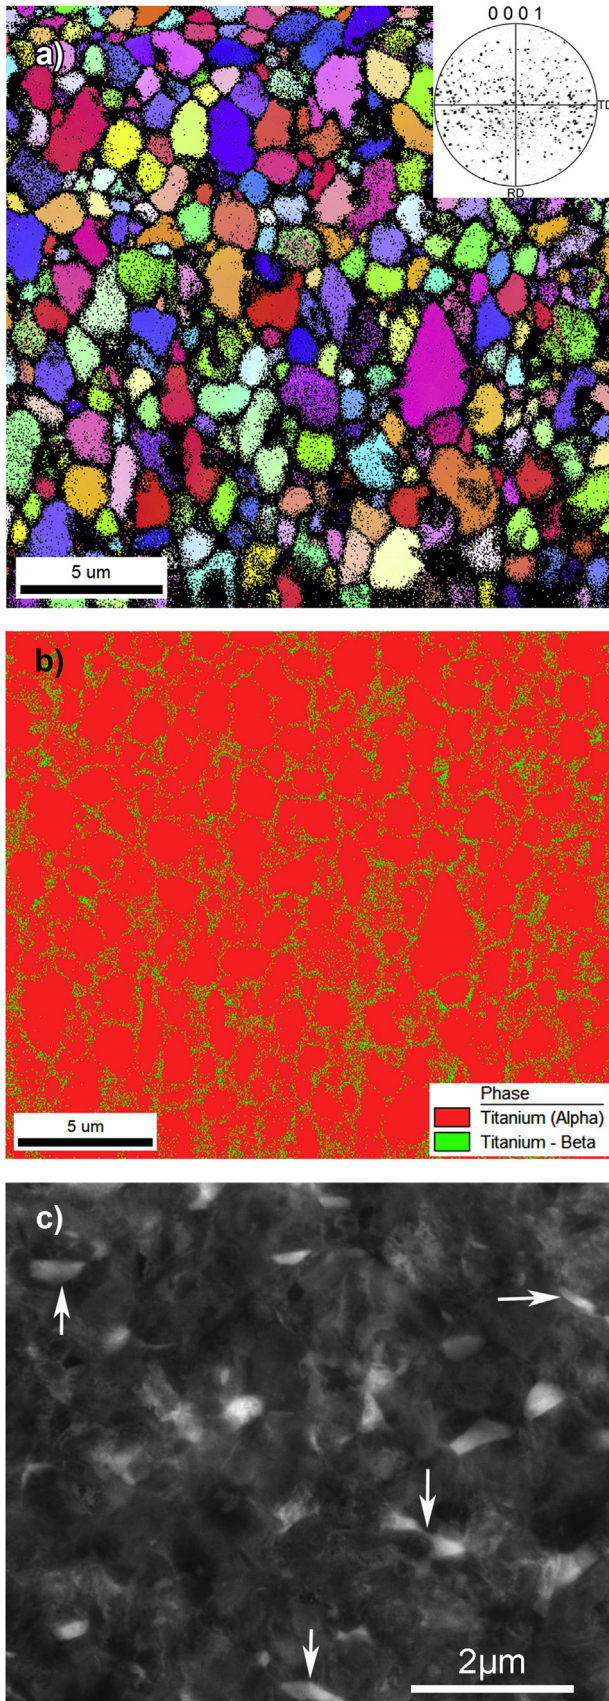 a)
0 0 0 1
TD
RD
5 um
b)
5 um
Phase
Titanium (Alpha)
Titanium - Beta
c)
2µm